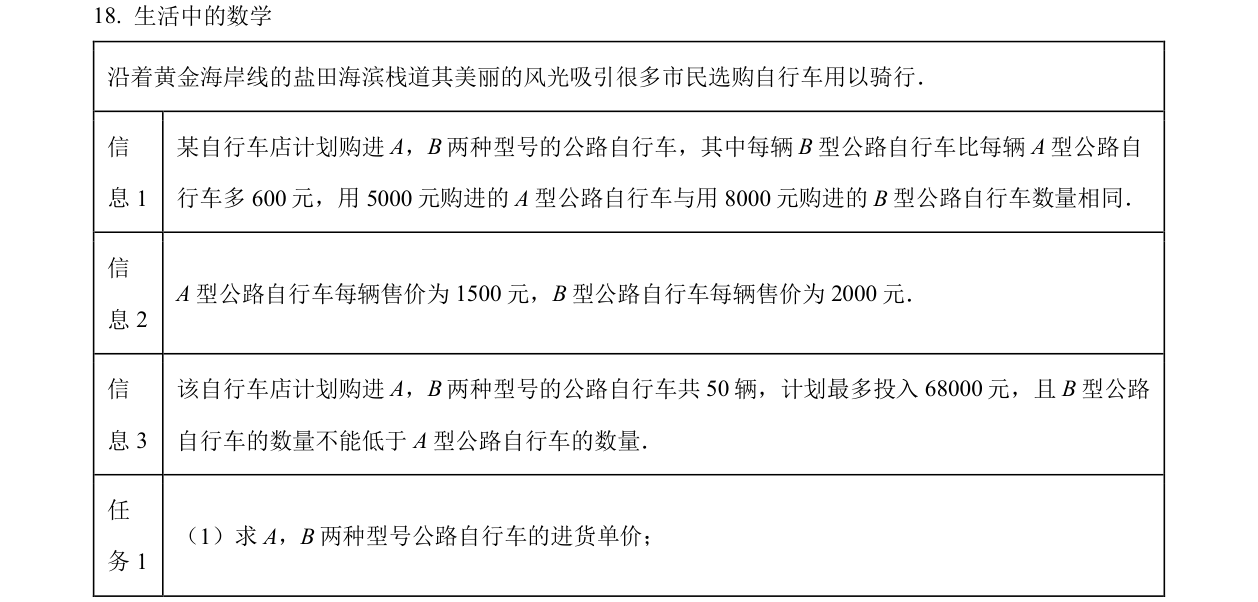 18. 生活中的数学
沿着黄金海岸线的盐田海滨栈道其美丽的风光吸引很多市民选购自行车用以骑行．
信
息 1
某自行车店计划购进 A，B 两种型号的公路自行车，其中每辆 B 型公路自行车比每辆 A 型公路自
行车多 600 元，用 5000 元购进的 A 型公路自行车与用 8000 元购进的 B 型公路自行车数量相同．
信
息 2
A 型公路自行车每辆售价为 1500 元，B 型公路自行车每辆售价为 2000 元．
信
息 3
该自行车店计划购进 A，B 两种型号的公路自行车共 50 辆，计划最多投入 68000 元，且 B 型公路
自行车的数量不能低于 A 型公路自行车的数量．
任
务 1
（1）求 A，B 两种型号公路自行车的进货单价；